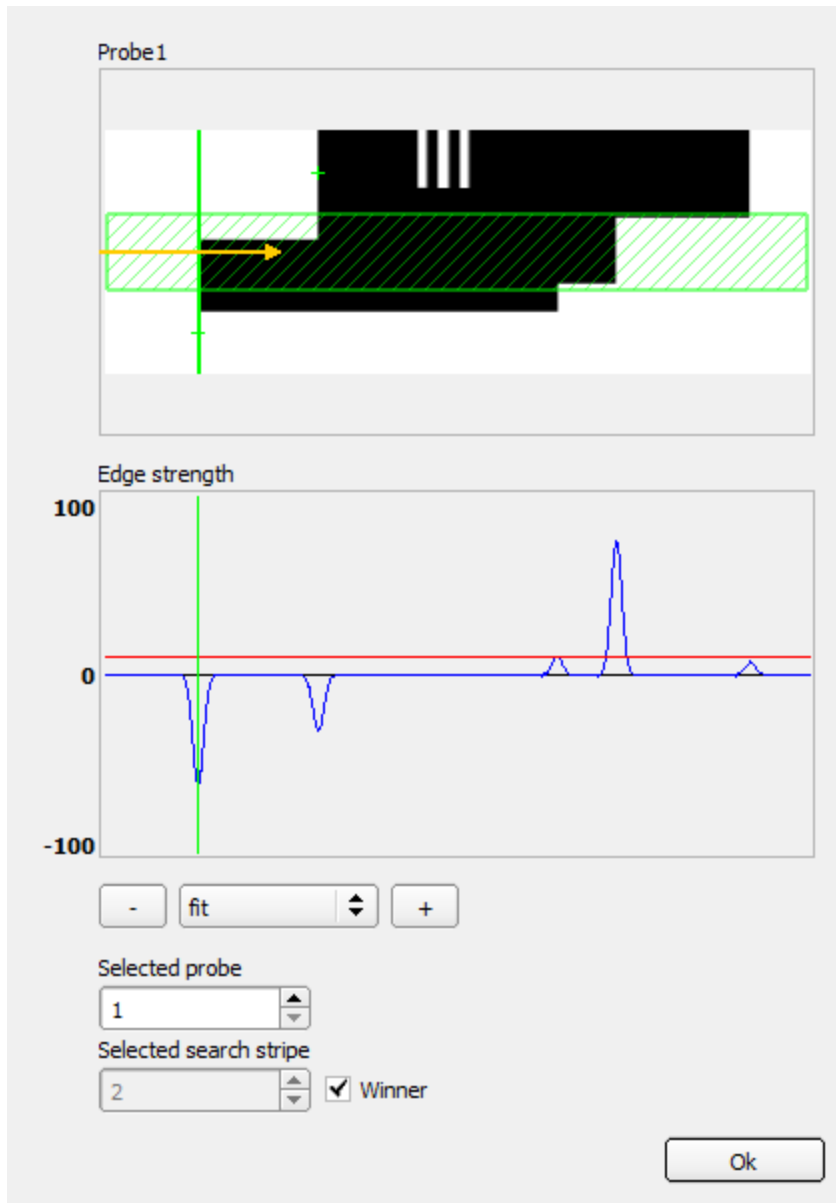 Probe1
Edge strength
100
0
-100
- fit +
Selected probe
1
Selected search stripe
2 Winner
Ok